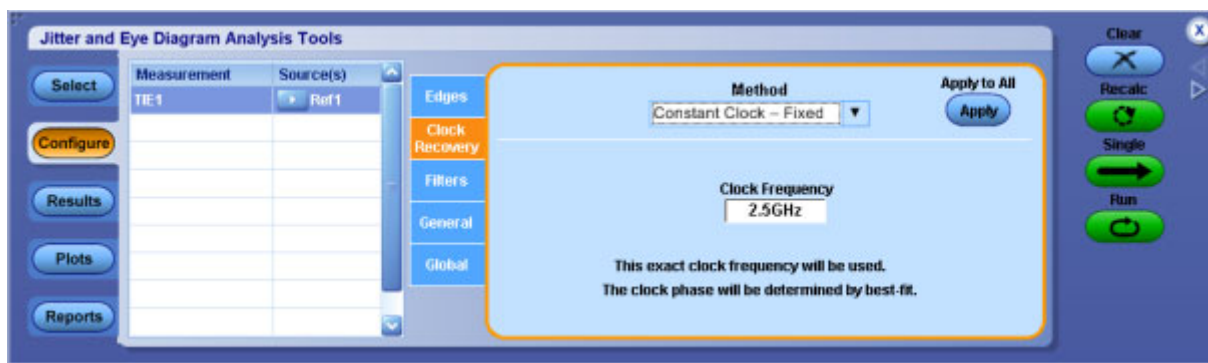 Jitter and Eye Diagram Analysis Tools
Select
Configure
Results
Plots
Reports
Measurement Source(s)
TIE1 Ref1
Edges
Clock Recovery
Filters
General
Global
Method
Constant Clock – Fixed
Apply to All
Apply
Clock Frequency
2.5GHz
This exact clock frequency will be used.
The clock phase will be determined by best-fit.
Clear
X
Recalc
Single
Run